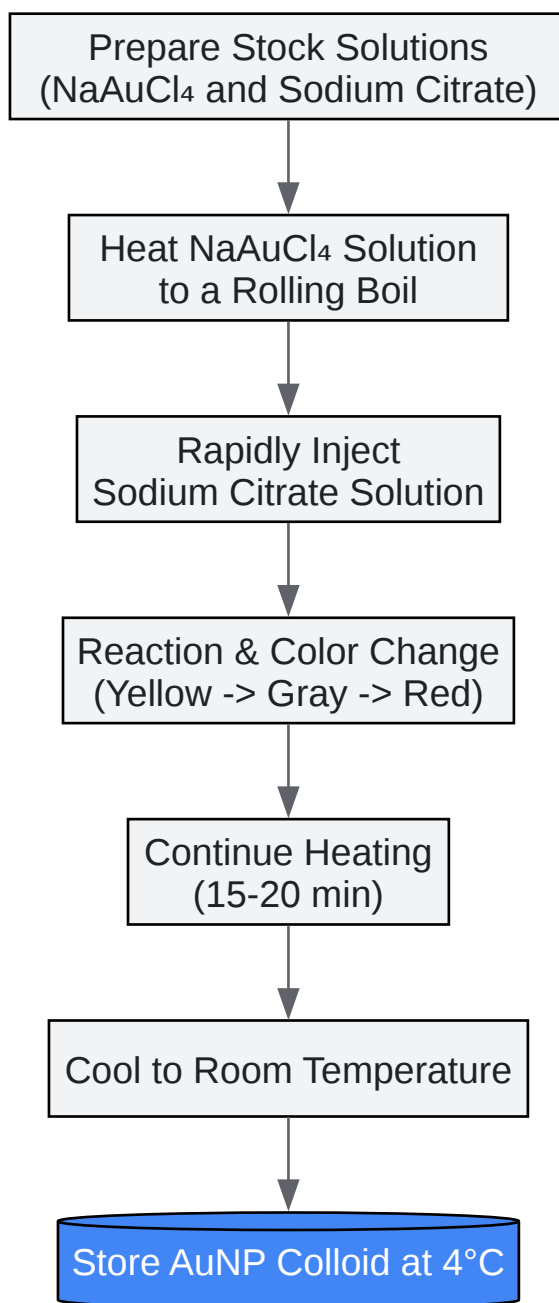 Prepare Stock Solutions
(NaAuCl₄ and Sodium Citrate)
Heat NaAuCl₄ Solution
to a Rolling Boil
Rapidly Inject
Sodium Citrate Solution
Reaction & Color Change
(Yellow -> Gray -> Red)
Continue Heating
(15-20 min)
Cool to Room Temperature
Store AuNP Colloid at 4°C